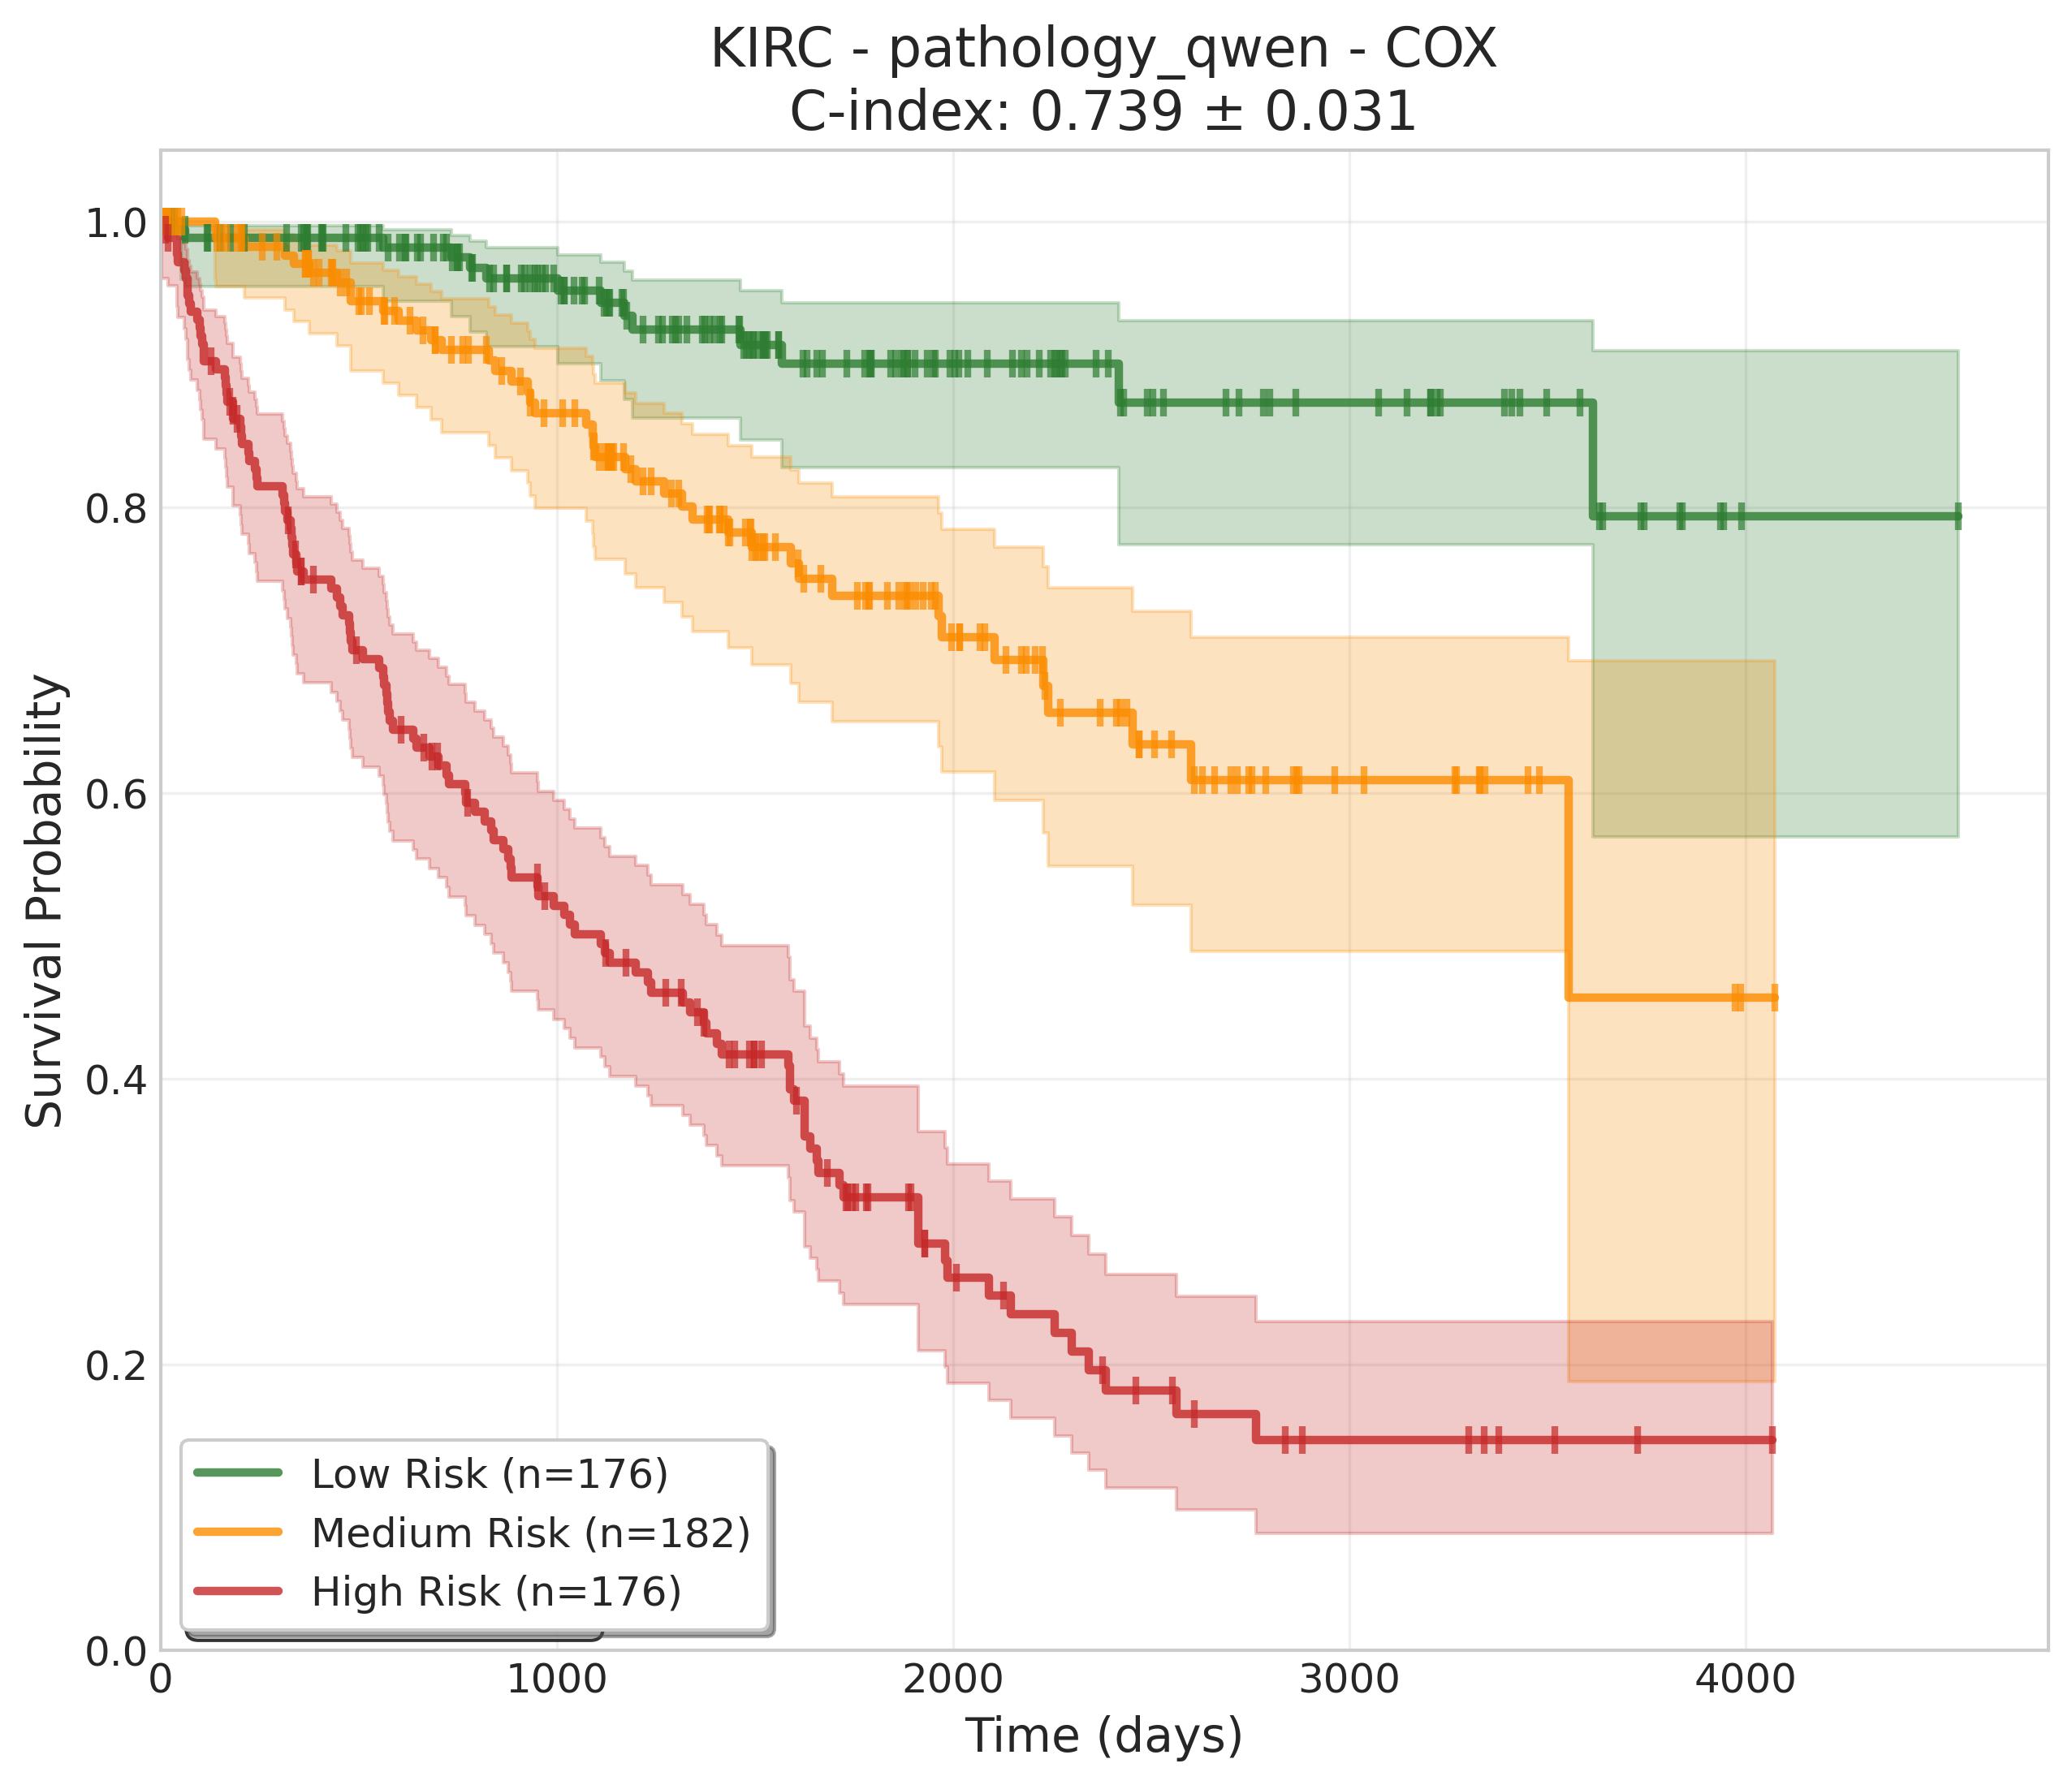 KIRC - pathology_qwen - COX
C-index: 0.739 ± 0.031
Survival Probability
1.0
0.8
0.6
0.4
0.2
0.0
Low Risk (n=176)
Medium Risk (n=182)
High Risk (n=176)
0 1000 2000 3000 4000
Time (days)